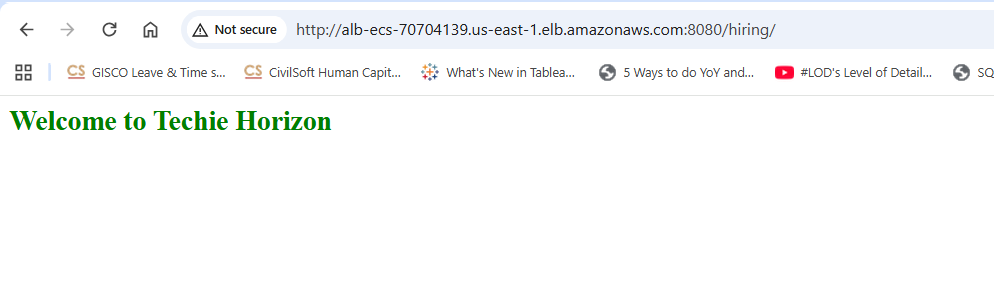 Not secure http://alb-ecs-70704139.us-east-1.elb.amazonaws.com:8080/hiring/
CS GISCO Leave & Time s... CS CivilSoft Human Capit... What's New in Tablea... 5 Ways to do YoY and... #LOD's Level of Detail... SQ
Welcome to Techie Horizon